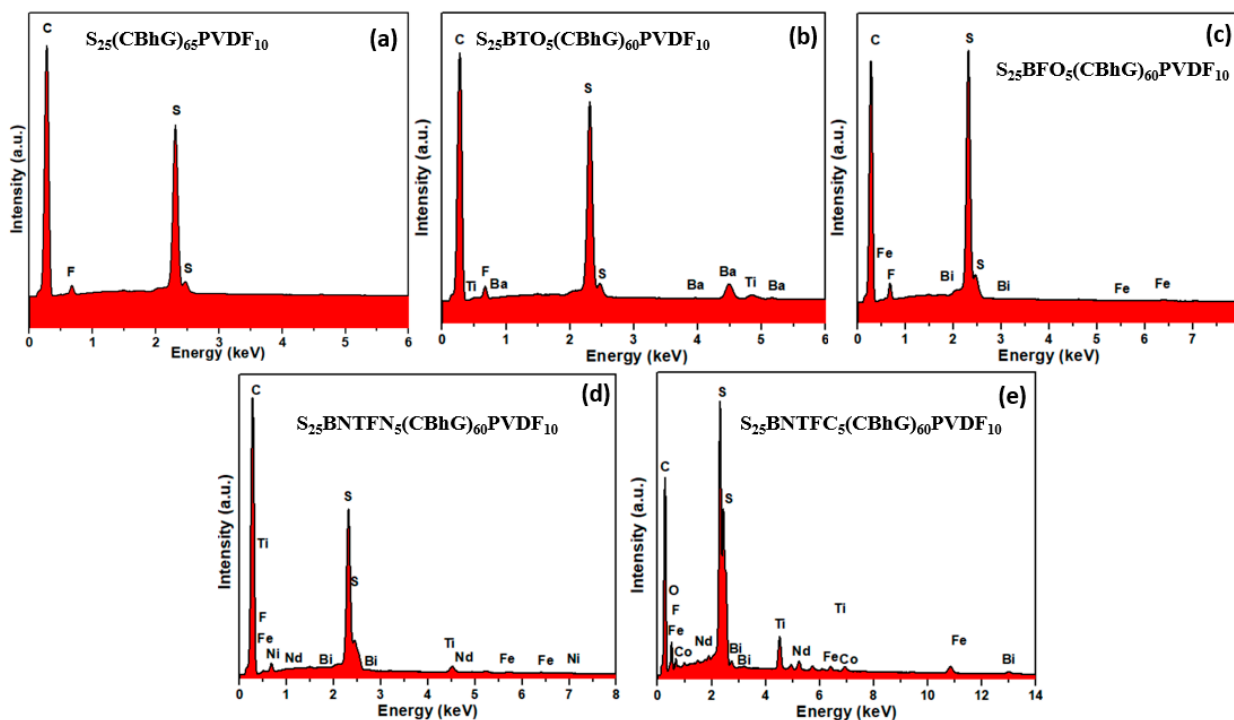 (a)
S₂₅(CBhG)₆₅PVDF₁₀
C
S
F
S
Intensity (a.u.)
0 1 2 3 4 5 6
Energy (keV)
(b)
S₂₅BTO₅(CBhG)₆₀PVDF₁₀
C
S
Ti
F
Ba
S
Ba
Ba
Ti
Ba
Intensity (a.u.)
0 1 2 3 4 5 6
Energy (keV)
(c)
S₂₅BFO₅(CBhG)₆₀PVDF₁₀
C
S
Fe
F
Bi
S
Bi
Fe
Fe
Intensity (a.u.)
0 1 2 3 4 5 6 7
Energy (keV)
(d)
S₂₅BNTFN₅(CBhG)₆₀PVDF₁₀
C
S
Ti
S
F
Fe
Ni
Nd
Bi
Bi
Ti
Nd
Fe
Fe
Ni
Intensity (a.u.)
0 1 2 3 4 5 6 7 8
Energy (keV)
(e)
S₂₅BNTFC₅(CBhG)₆₀PVDF₁₀
S
C
S
O
F
Fe
Co
Nd
Bi
Bi
Ti
Nd
Ti
Fe
Co
Fe
Bi
Intensity (a.u.)
0 2 4 6 8 10 12 14
Energy (keV)